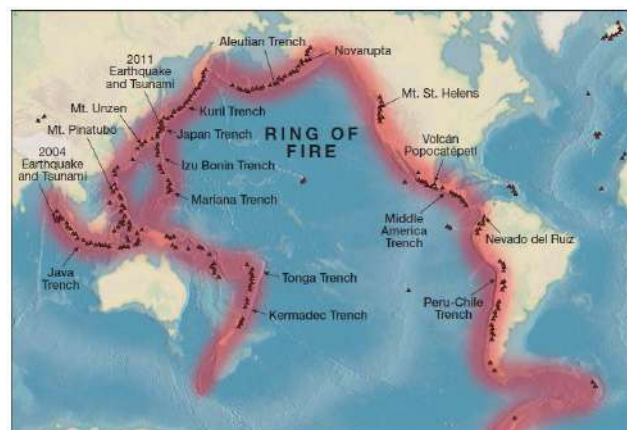 Aleutian Trench
Novarupta
2011
Earthquake
and Tsunami
Mt. Unzen
Kuril Trench
Mt. St. Helens
Mt. Pinatubo
Japan Trench
RING OF
FIRE
Volcán
Popocatépetl
2004
Earthquake
and Tsunami
Izu Bonin Trench
Mariana Trench
Middle
America
Trench
Nevado del Ruiz
Java
Trench
Tonga Trench
Peru-Chile
Trench
Kermadec Trench